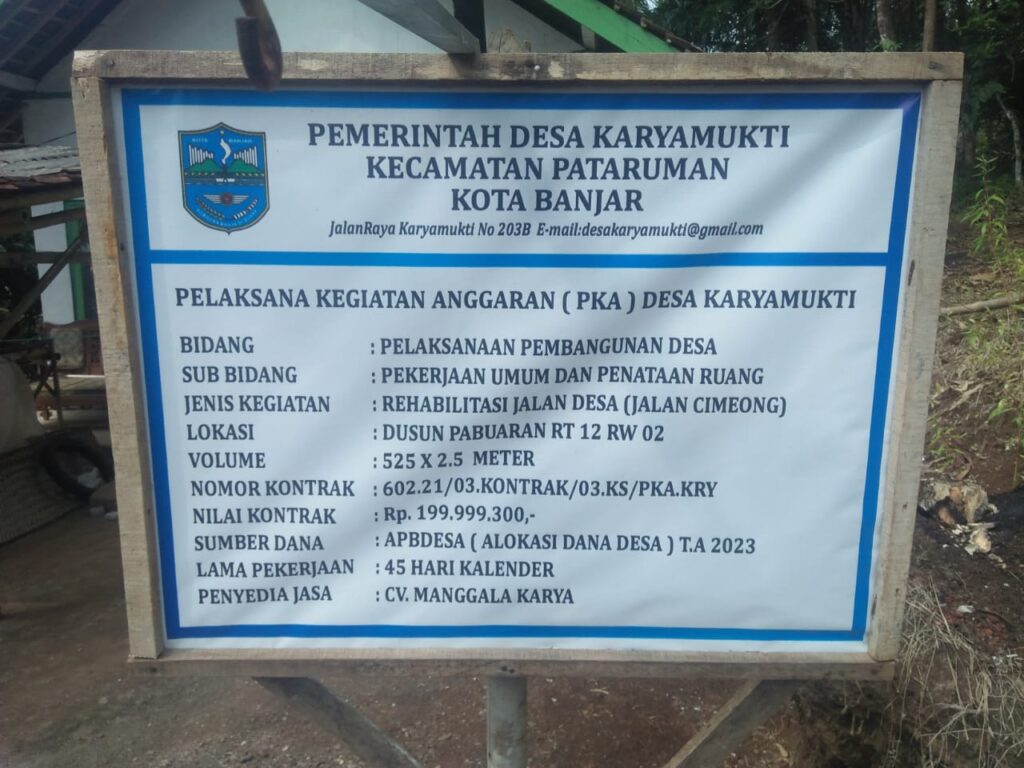 KOTA BANJAR
PEMERINTAH DESA KARYAMUKTI
KECAMATAN PATARUMAN
KOTA BANJAR
JalanRaya Karyamukti No 203B E-mail:desakaryamukti@gmail.com
PELAKSANA KEGIATAN ANGGARAN ( PKA ) DESA KARYAMUKTI
BIDANG : PELAKSANAAN PEMBANGUNAN DESA
SUB BIDANG : PEKERJAAN UMUM DAN PENATAAN RUANG
JENIS KEGIATAN : REHABILITASI JALAN DESA (JALAN CIMEONG)
LOKASI : DUSUN PABUARAN RT 12 RW 02
VOLUME : 525 X 2.5 METER
NOMOR KONTRAK : 602.21/03.KONTRAK/03.KS/PKA.KRY
NILAI KONTRAK : Rp. 199.999.300,-
SUMBER DANA : APBDESA ( ALOKASI DANA DESA ) T.A 2023
LAMA PEKERJAAN : 45 HARI KALENDER
PENYEDIA JASA : CV. MANGGALA KARYA